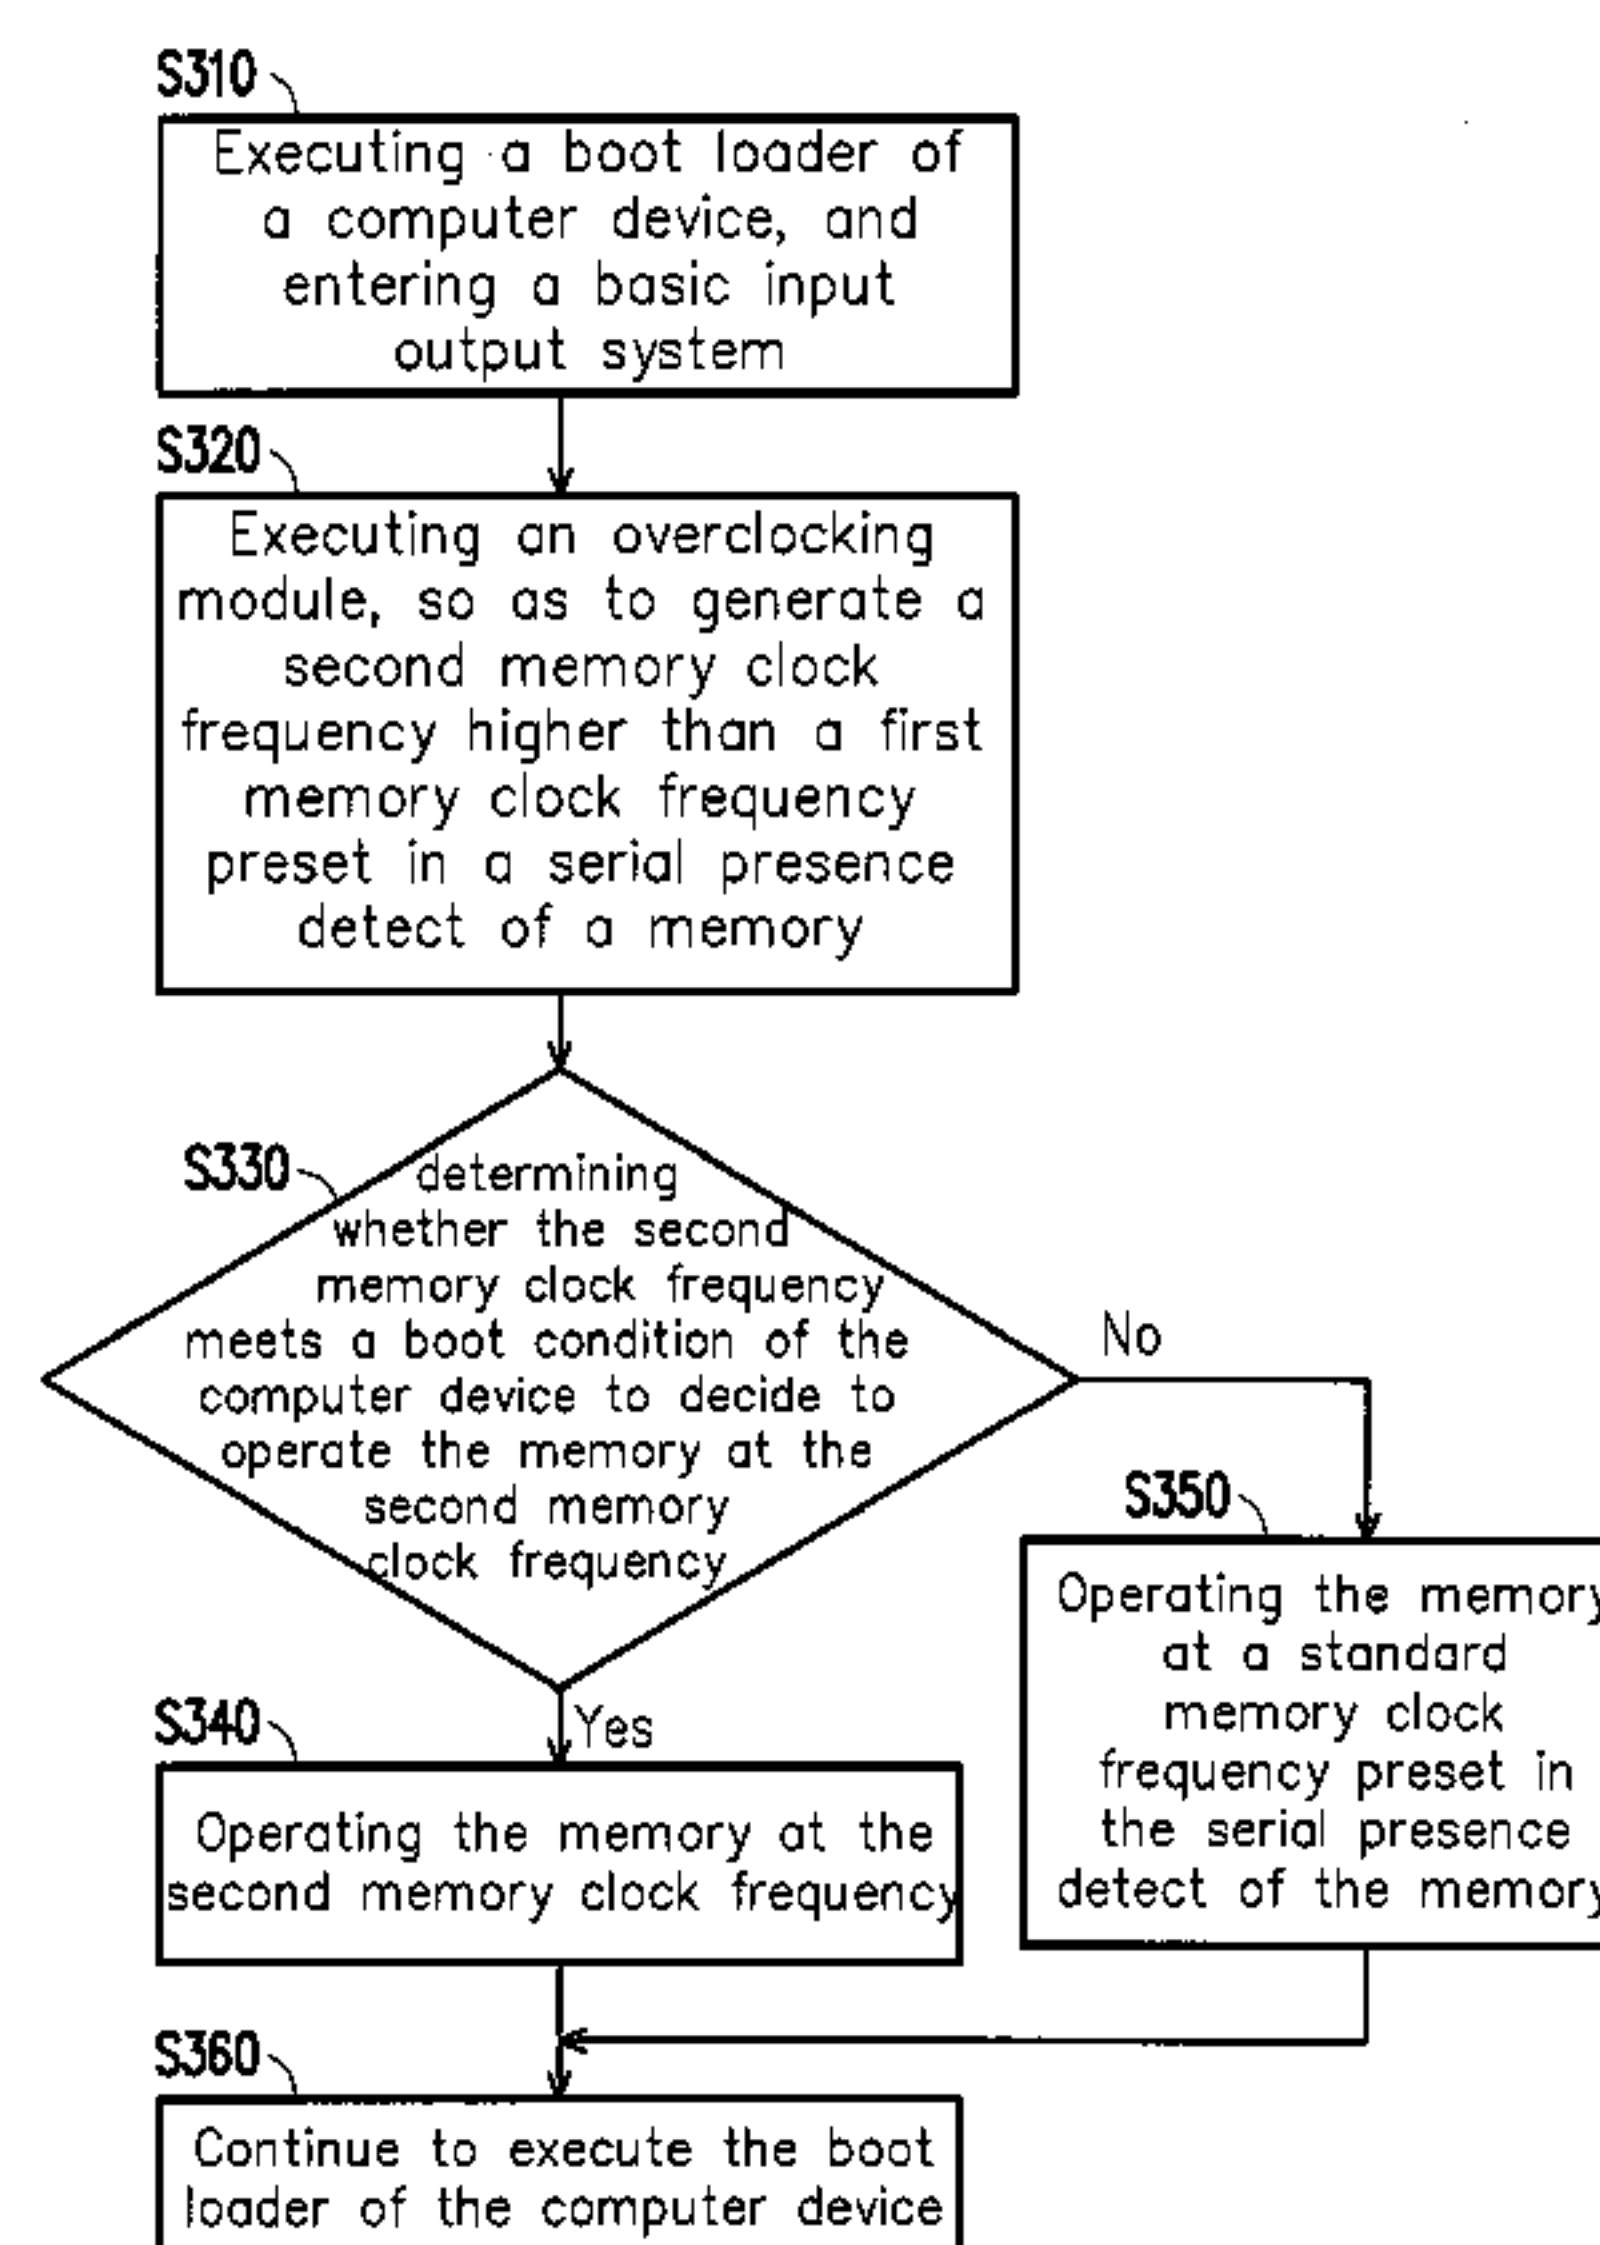 S310
Executing a boot loader of
a computer device, and
entering a basic input
output system
S320
Executing an overclocking
module, so as to generate a
second memory clock
frequency higher than a first
memory clock frequency
preset in a serial presence
detect of a memory
S330
determining
whether the second
memory clock frequency
meets a boot condition of the
computer device to decide to
operate the memory at the
second memory
clock frequency
No
S350
Operating the memory
at a standard
memory clock
frequency preset in
the serial presence
detect of the memory
Yes
S340
Operating the memory at the
second memory clock frequency
S360
Continue to execute the boot
loader of the computer device